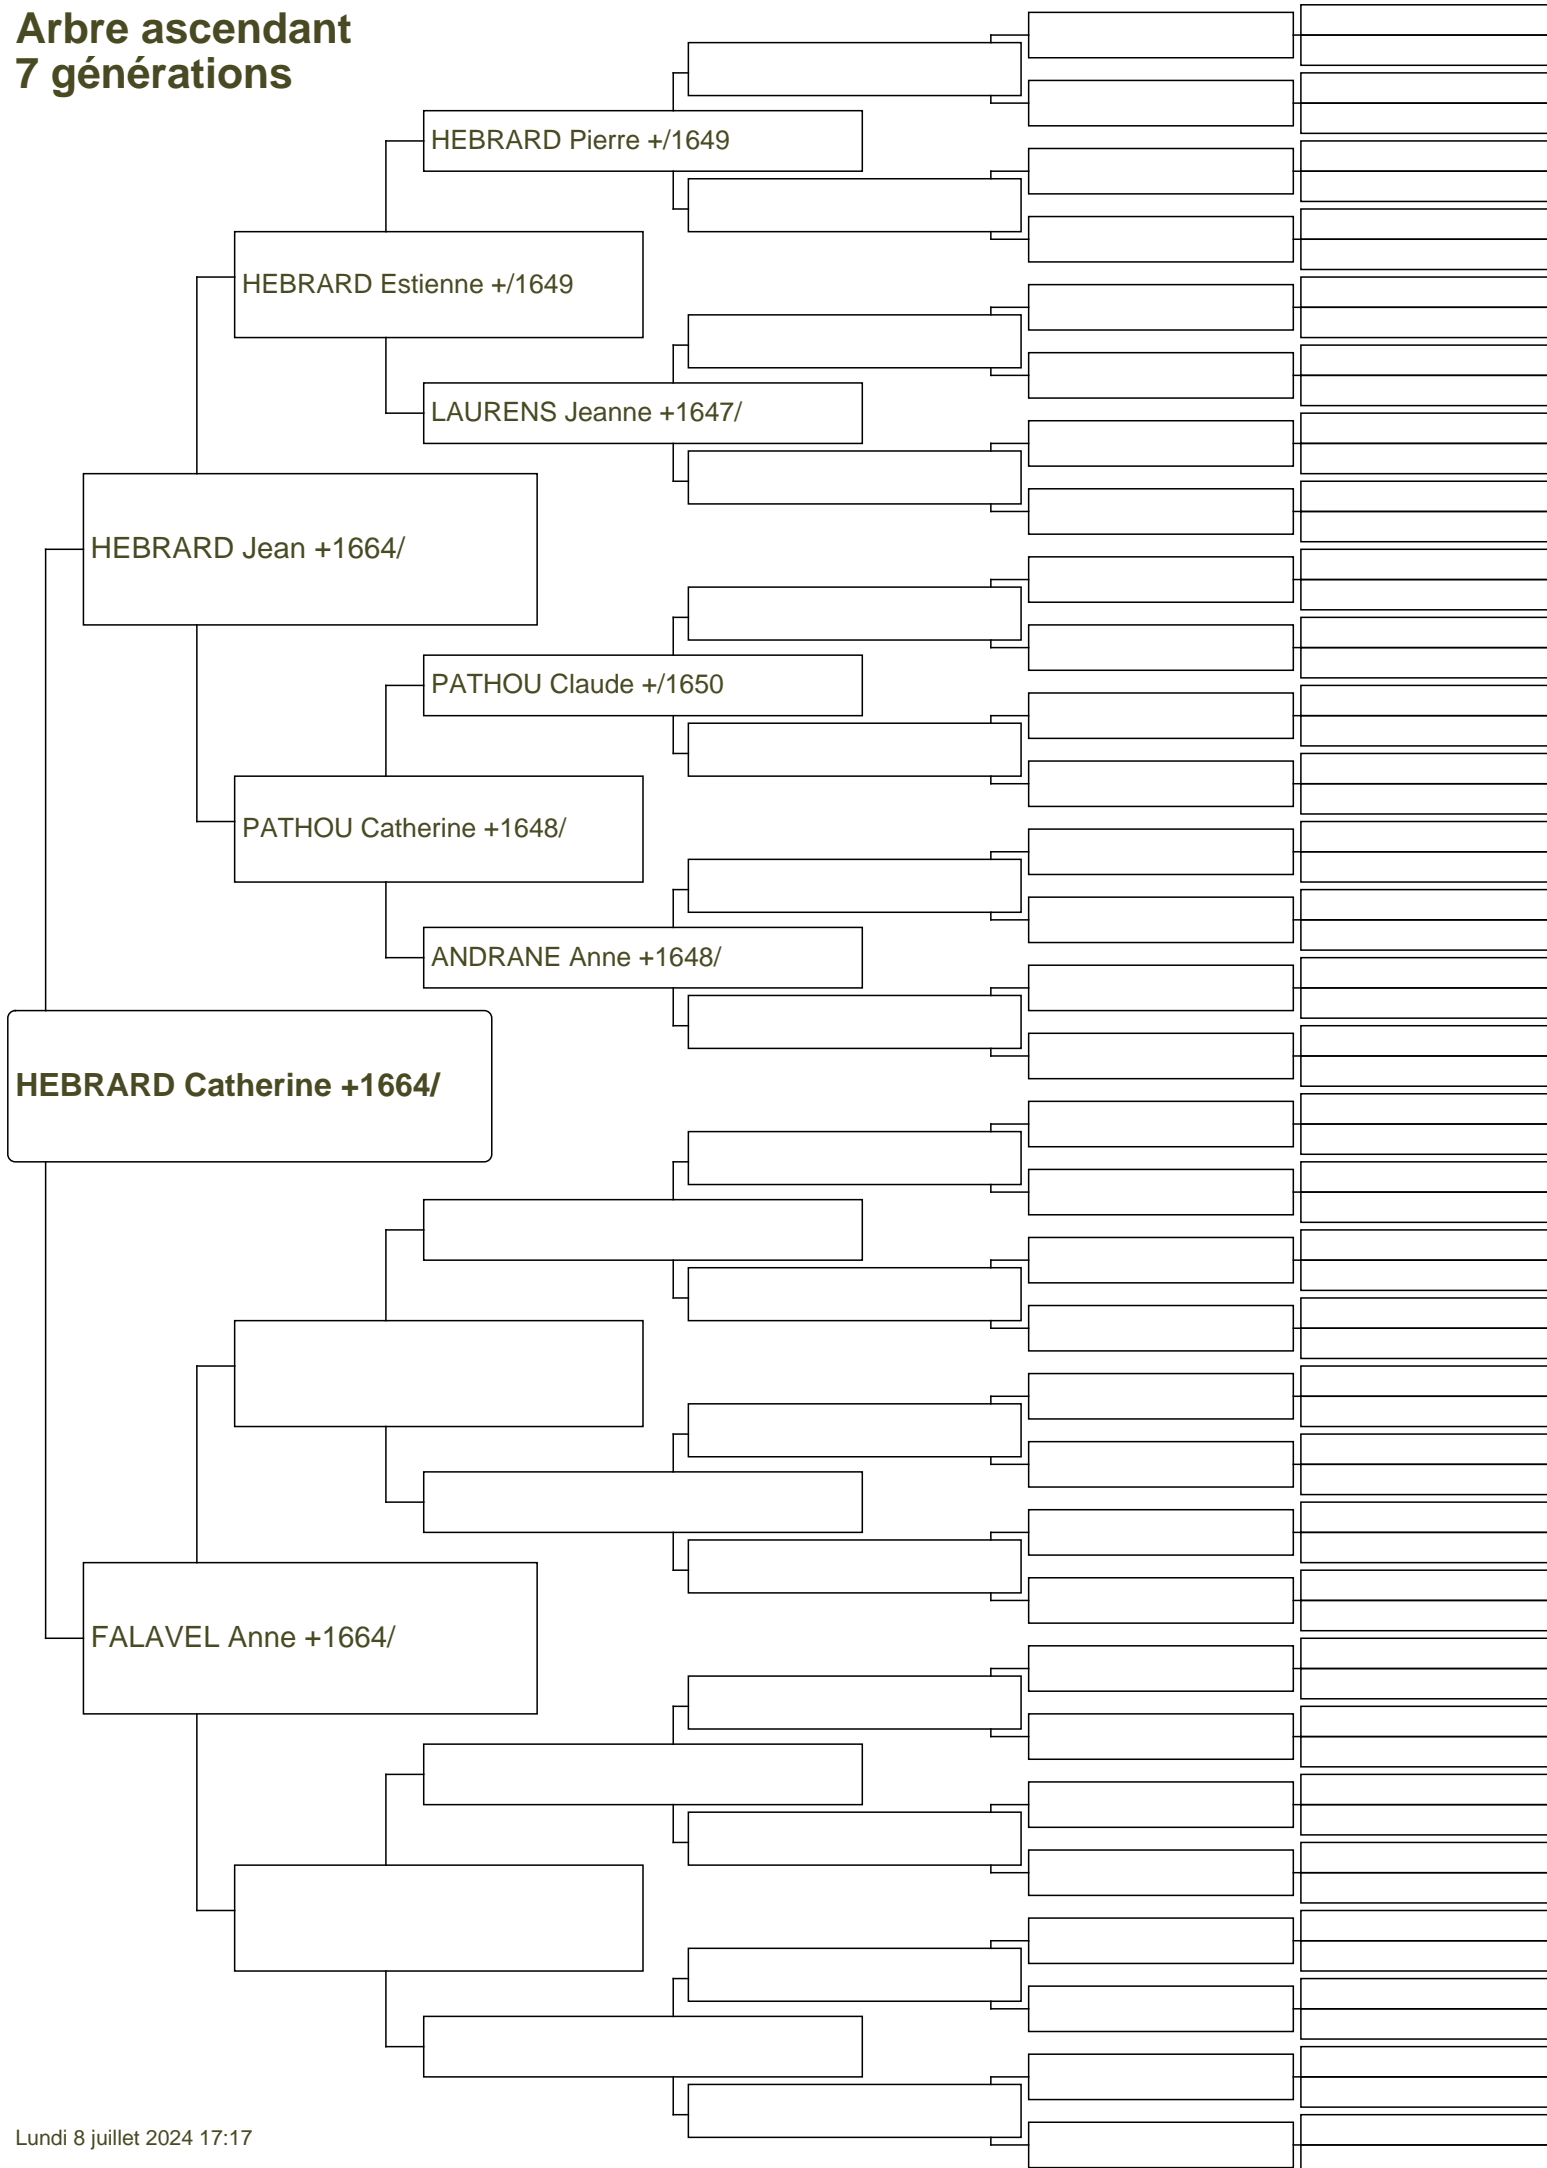 Arbre ascendant
7 générations
HEBRARD Pierre +/1649
HEBRARD Estienne +/1649
LAURENS Jeanne +1647/
HEBRARD Jean +1664/
PATHOU Claude +/1650
PATHOU Catherine +1648/
ANDRANE Anne +1648/
HEBRARD Catherine +1664/
FALAVEL Anne +1664/
Lundi 8 juillet 2024 17:17